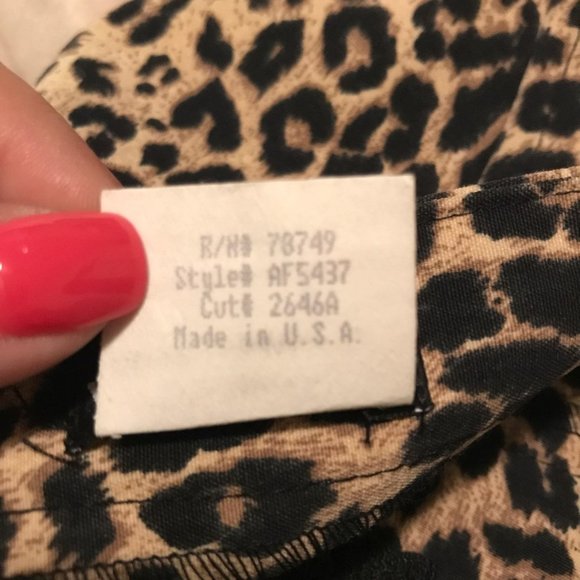 R/N# 78749
Style# AF5437
Cut# 2646A
Made in U.S.A.